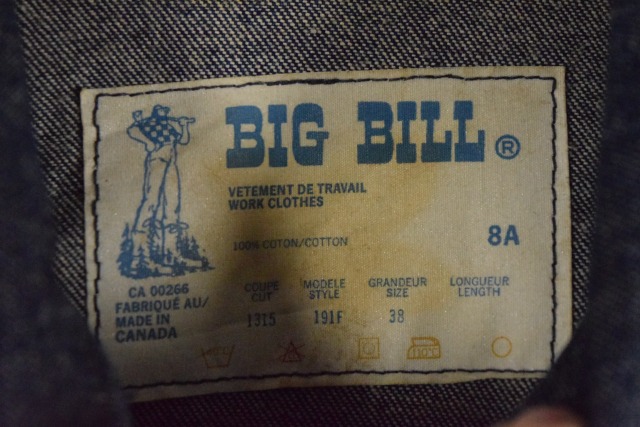 BIG BILL ®
VETEMENT DE TRAVAIL
WORK CLOTHES
100% COTON/COTTON
8A
CA 00266
FABRIQUÉ AU/
MADE IN
CANADA
COUPE MODELE GRANDEUR LONGUEUR
CUT STYLE SIZE LENGTH
1315 191F 38
110°C